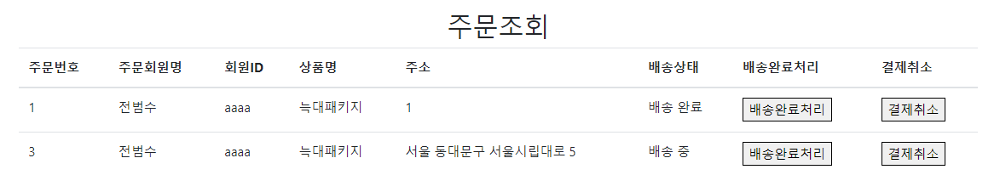 주문조회
주문번호 주문회원명 회원ID 상품명 주소 배송상태 배송완료처리 결제취소
1 전범수 aaaa 늑대패키지 1 배송 완료 배송완료처리 결제취소
3 전범수 aaaa 늑대패키지 서울 동대문구 서울시립대로 5 배송 중 배송완료처리 결제취소